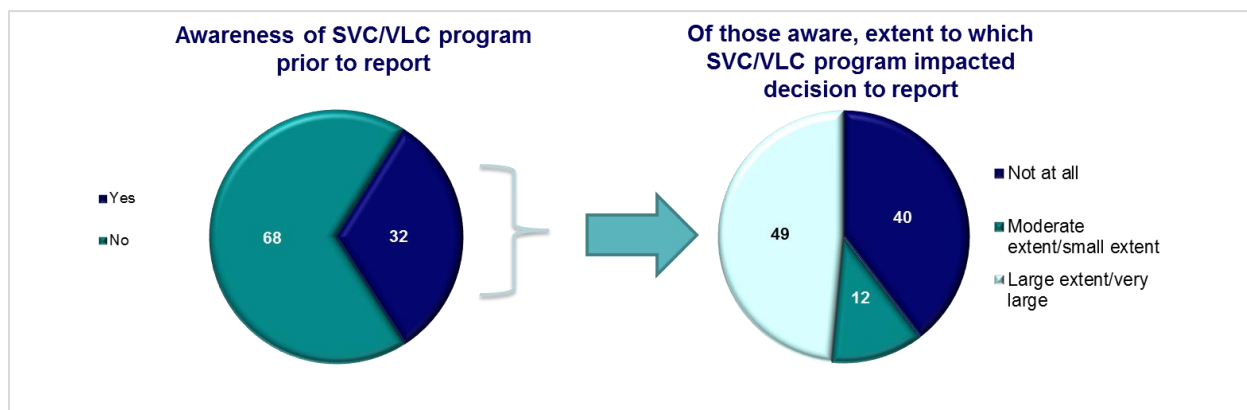 Awareness of SVC/VLC program
prior to report
Yes
No
68
32
Of those aware, extent to which
SVC/VLC program impacted
decision to report
49
40
12
Not at all
Moderate
extent/small extent
Large extent/very
large